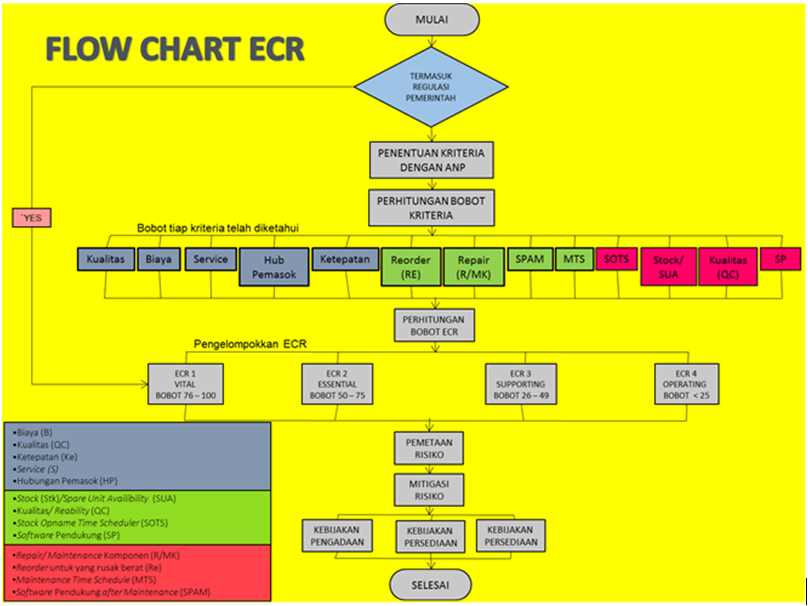 FLOW CHART ECR
MULAI
TERMASUK
REGULASI
PEMERINTAH
PENENTUAN KRITERIA
DENGAN ANP
PERHITUNGAN BOBOT
KRITERIA
`YES
Bobot tiap kriteria telah diketahui
Kualitas
Biaya
Service
Hub
Pemasok
Ketepatan
Reorder
(RE)
Repair
(R/MK)
SPAM
MTS
SOTS
Stock/
SUA
Kualitas
(QC)
SP
PERHITUNGAN
BOBOT ECR
Pengelompokkan ECR
ECR 1
VITAL
BOBOT 76 – 100
ECR 2
ESSENTIAL
BOBOT 50 – 75
ECR 3
SUPPORTING
BOBOT 26 – 49
ECR 4
OPERATING
BOBOT < 25
PEMETAAN
RISIKO
MITIGASI
RISIKO
KEBIJAKAN
PENGADAAN
KEBIJAKAN
PERSEDIAAN
KEBIJAKAN
PERSEDIAAN
SELESAI
•Biaya (B)
•Kualitas (QC)
•Ketepatan (Ke)
•Service (S)
•Hubungan Pemasok (HP)
•Stock (Stk)/Spare Unit Availibility (SUA)
•Kualitas/ Reability (QC)
•Stock Opname Time Scheduler (SOTS)
•Software Pendukung (SP)
•Repair/ Maintenance Komponen (R/MK)
•Reorder untuk yang rusak berat (Re)
•Maintenance Time Schedule (MTS)
•Software Pendukung after Maintenance (SPAM)